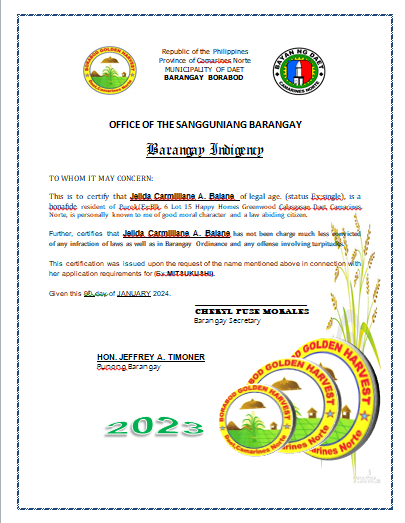 Republic of the Philippines
Province of Camarines Norte
MUNICIPALITY OF DAET
BARANGAY BORABOD
BORABOD GOLDEN HARVEST
Daet, Camarines Norte
BAYAN NG DAET
CAMARINES NORTE
OFFICE OF THE SANGGUNIANG BARANGAY
Barangay Indigency
TO WHOM IT MAY CONCERN:
This is to certify that Jelida Carmilliane A. Balane of legal age. (status Ex:single), is a
bonafide resident of Purok/Ex:Blk. 6 Lot 15 Happy Homes Greenwood Calasgasan Daet Camarines
Norte, is personally known to me of good moral character and a law abiding citizen.
Further, certifies that Jelida Carmilliane A. Balane has not been charge much less convicted
of any infraction of laws as well as in Barangay Ordinance and any offense involving turpitude.
This certification was issued upon the request of the name mentioned above in connection with
her application requirements for MITSUKUSHI).
Given this day of JANUARY 2024.
CHERYL FUSE MORALES
Barangay Secretary
HON. JEFFREY A. TIMONER
Punong Barangay
2023
BORABOD GOLDEN HARVEST
Daet, Camarines Norte